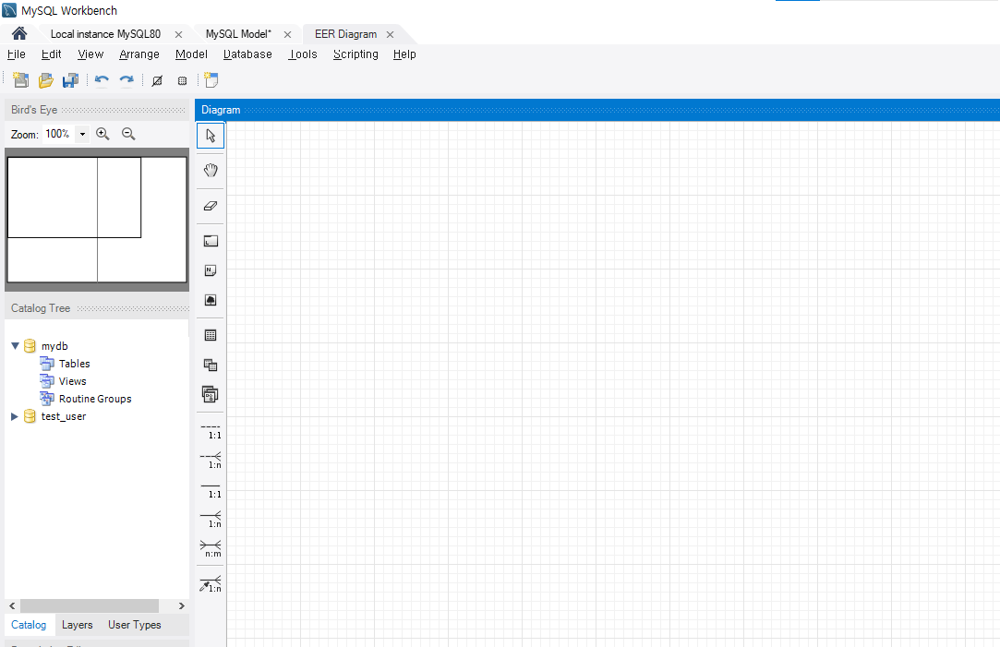 MySQL Workbench
Local instance MySQL80
MySQL Model*
EER Diagram
File Edit View Arrange Model Database Tools Scripting Help
Bird's Eye
Diagram
Zoom: 100%
Catalog Tree
mydb
Tables
Views
Routine Groups
test_user
1:1
1:n
1:1
1:n
n:m
1:n
Catalog Layers User Types